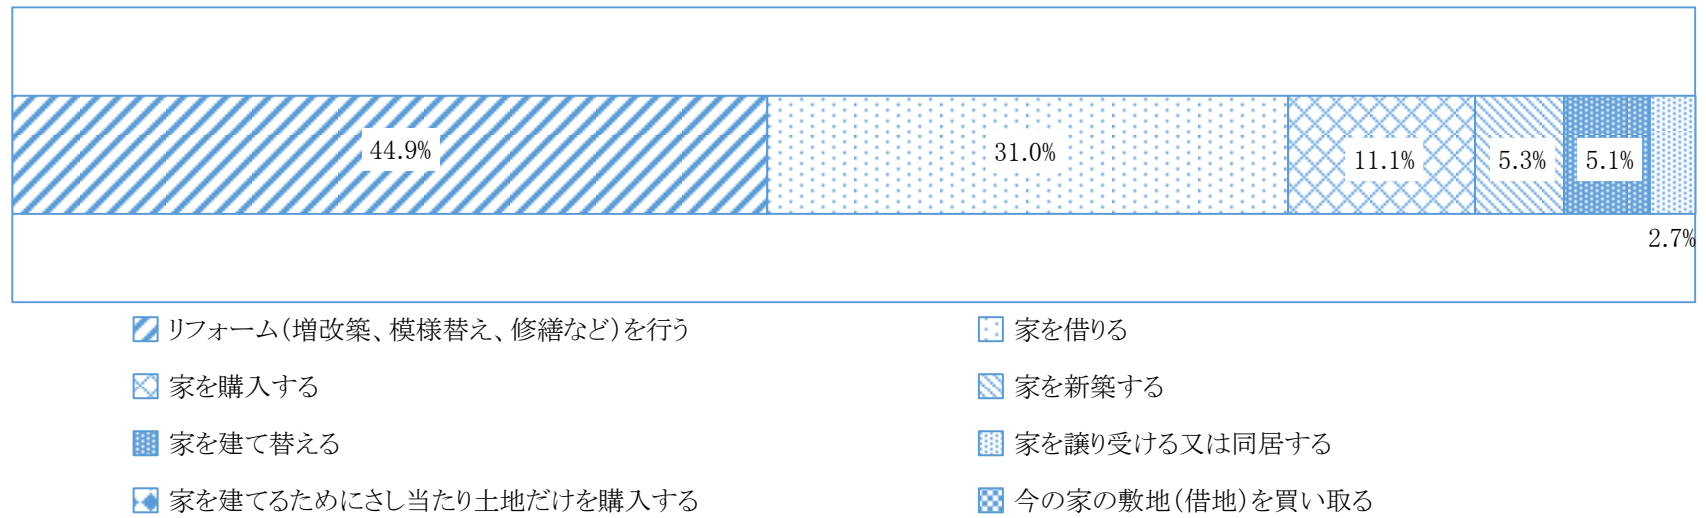 44.9%
31.0%
11.1%
5.3%
5.1%
2.7%
リフォーム(増改築、模様替え、修繕など)を行う
家を借りる
家を購入する
家を新築する
家を建て替える
家を譲り受ける又は同居する
家を建てるためにさし当たり土地だけを購入する
今の家の敷地(借地)を買い取る